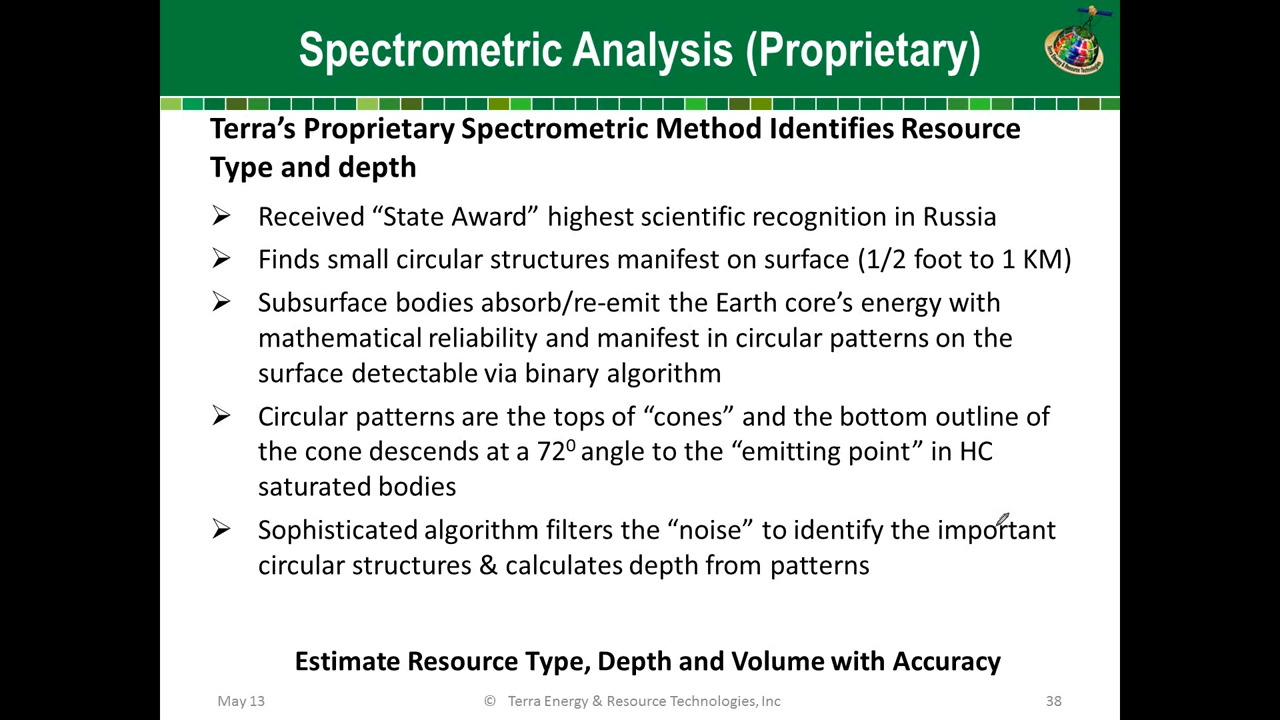 Spectrometric Analysis (Proprietary)
Terra's Proprietary Spectrometric Method Identifies Resource
Type and depth
➢ Received “State Award” highest scientific recognition in Russia
➢ Finds small circular structures manifest on surface (1/2 foot to 1 KM)
➢ Subsurface bodies absorb/re-emit the Earth core’s energy with
mathematical reliability and manifest in circular patterns on the
surface detectable via binary algorithm
➢ Circular patterns are the tops of “cones” and the bottom outline of
the cone descends at a 72⁰ angle to the “emitting point” in HC
saturated bodies
➢ Sophisticated algorithm filters the “noise” to identify the important
circular structures & calculates depth from patterns
Estimate Resource Type, Depth and Volume with Accuracy
May 13 © Terra Energy & Resource Technologies, Inc 38